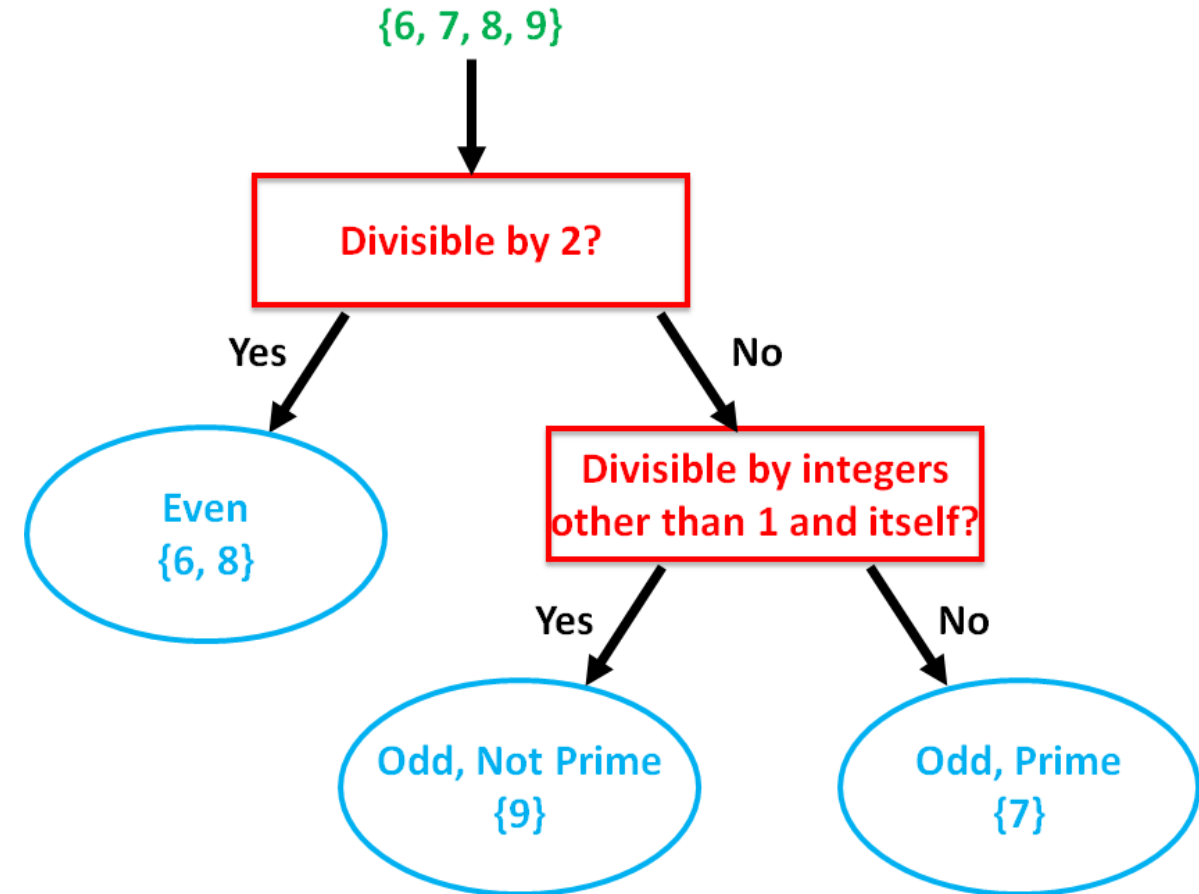 {6, 7, 8, 9}
Divisible by 2?
Yes
No
Even
{6, 8}
Divisible by integers
other than 1 and itself?
Yes
No
Odd, Not Prime
{9}
Odd, Prime
{7}